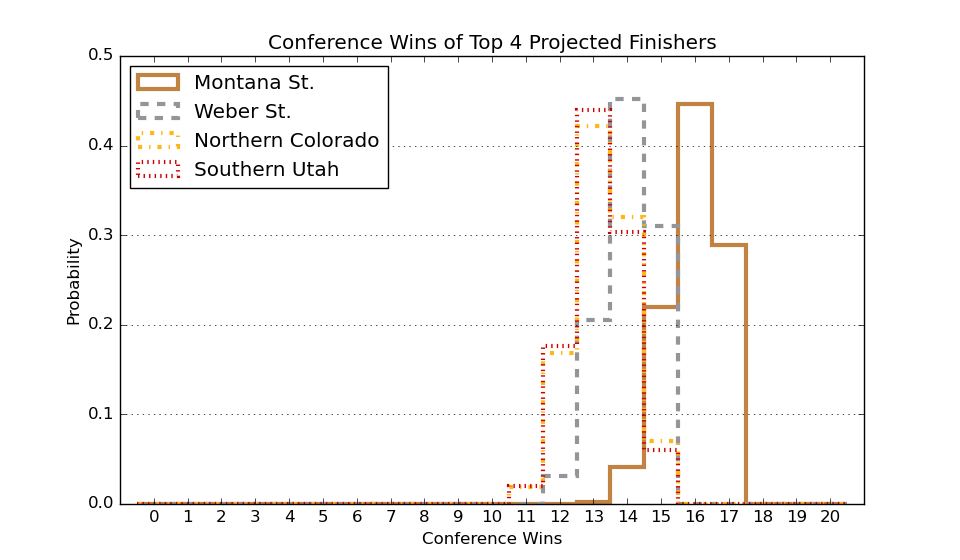 Conference Wins of Top 4 Projected Finishers
0.5
Montana St.
Weber St.
Northern Colorado
Southern Utah
0.4
0.3
0.2
0.1
0.0
Probability
0 1 2 3 4 5 6 7 8 9 10 11 12 13 14 15 16 17 18 19 20
Conference Wins